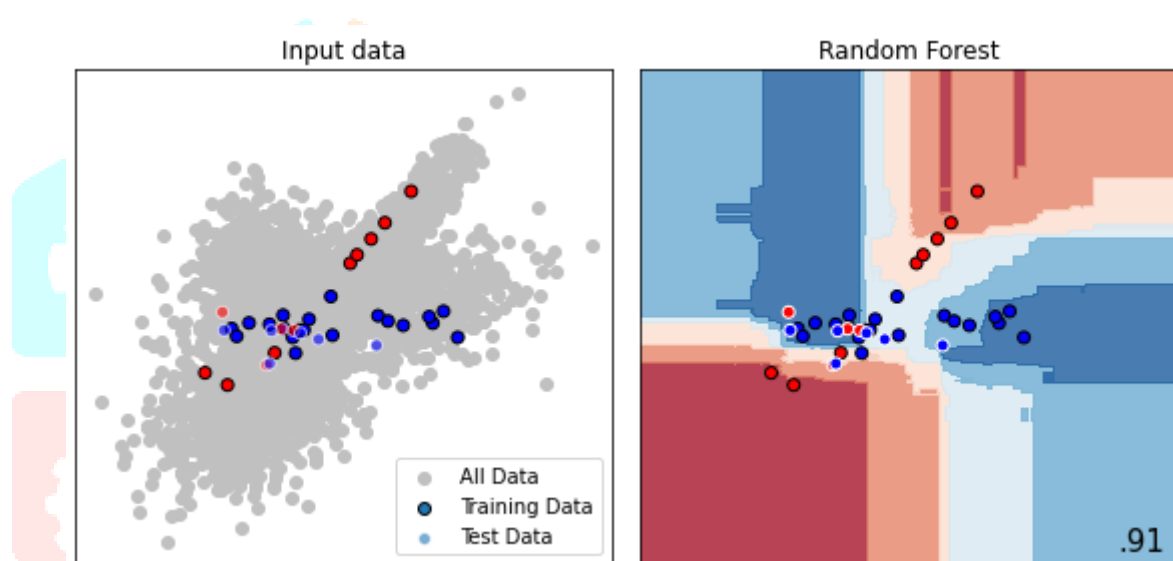 Input data
Random Forest
All Data
Training Data
Test Data
.91